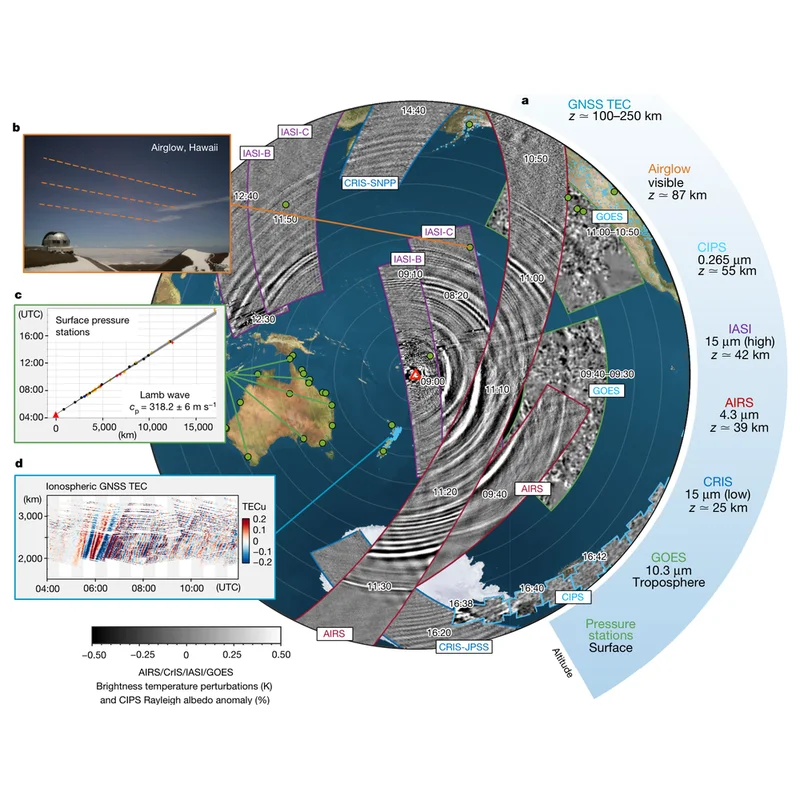 a
GNSS TEC
z ≃ 100–250 km
Airglow
visible
z ≃ 87 km
CIPS
0.265 μm
z ≃ 55 km
IASI
15 μm (high)
z ≃ 42 km
AIRS
4.3 μm
z ≃ 39 km
CRIS
15 μm (low)
z ≃ 25 km
GOES
10.3 μm
Troposphere
Pressure
stations
Surface
Altitude
14:40
IASI-C
IASI-B
CRIS-SNPP
10:50
12:40
11:50
GOES
11:00–10:50
IASI-C
IASI-B
09:10
08:20
11:00
12:30
09:00
11:10
09:40–09:30
GOES
11:20
09:40
AIRS
11:30
16:42
16:40
CIPS
16:38
16:20
AIRS
CRIS-JPSS
b
Airglow, Hawaii
c
(UTC)
Surface pressure
stations
16:00
12:00
08:00
04:00
Lamb wave
cp = 318.2 ± 6 m s⁻¹
0
5,000
10,000
15,000
(km)
d
Ionospheric GNSS TEC
(km)
3,000
2,000
TECu
0.2
0.1
0
−0.1
−0.2
04:00
06:00
08:00
10:00
(UTC)
−0.50
−0.25
0
0.25
0.50
AIRS/CrIS/IASI/GOES
Brightness temperature perturbations (K)
and CIPS Rayleigh albedo anomaly (%)